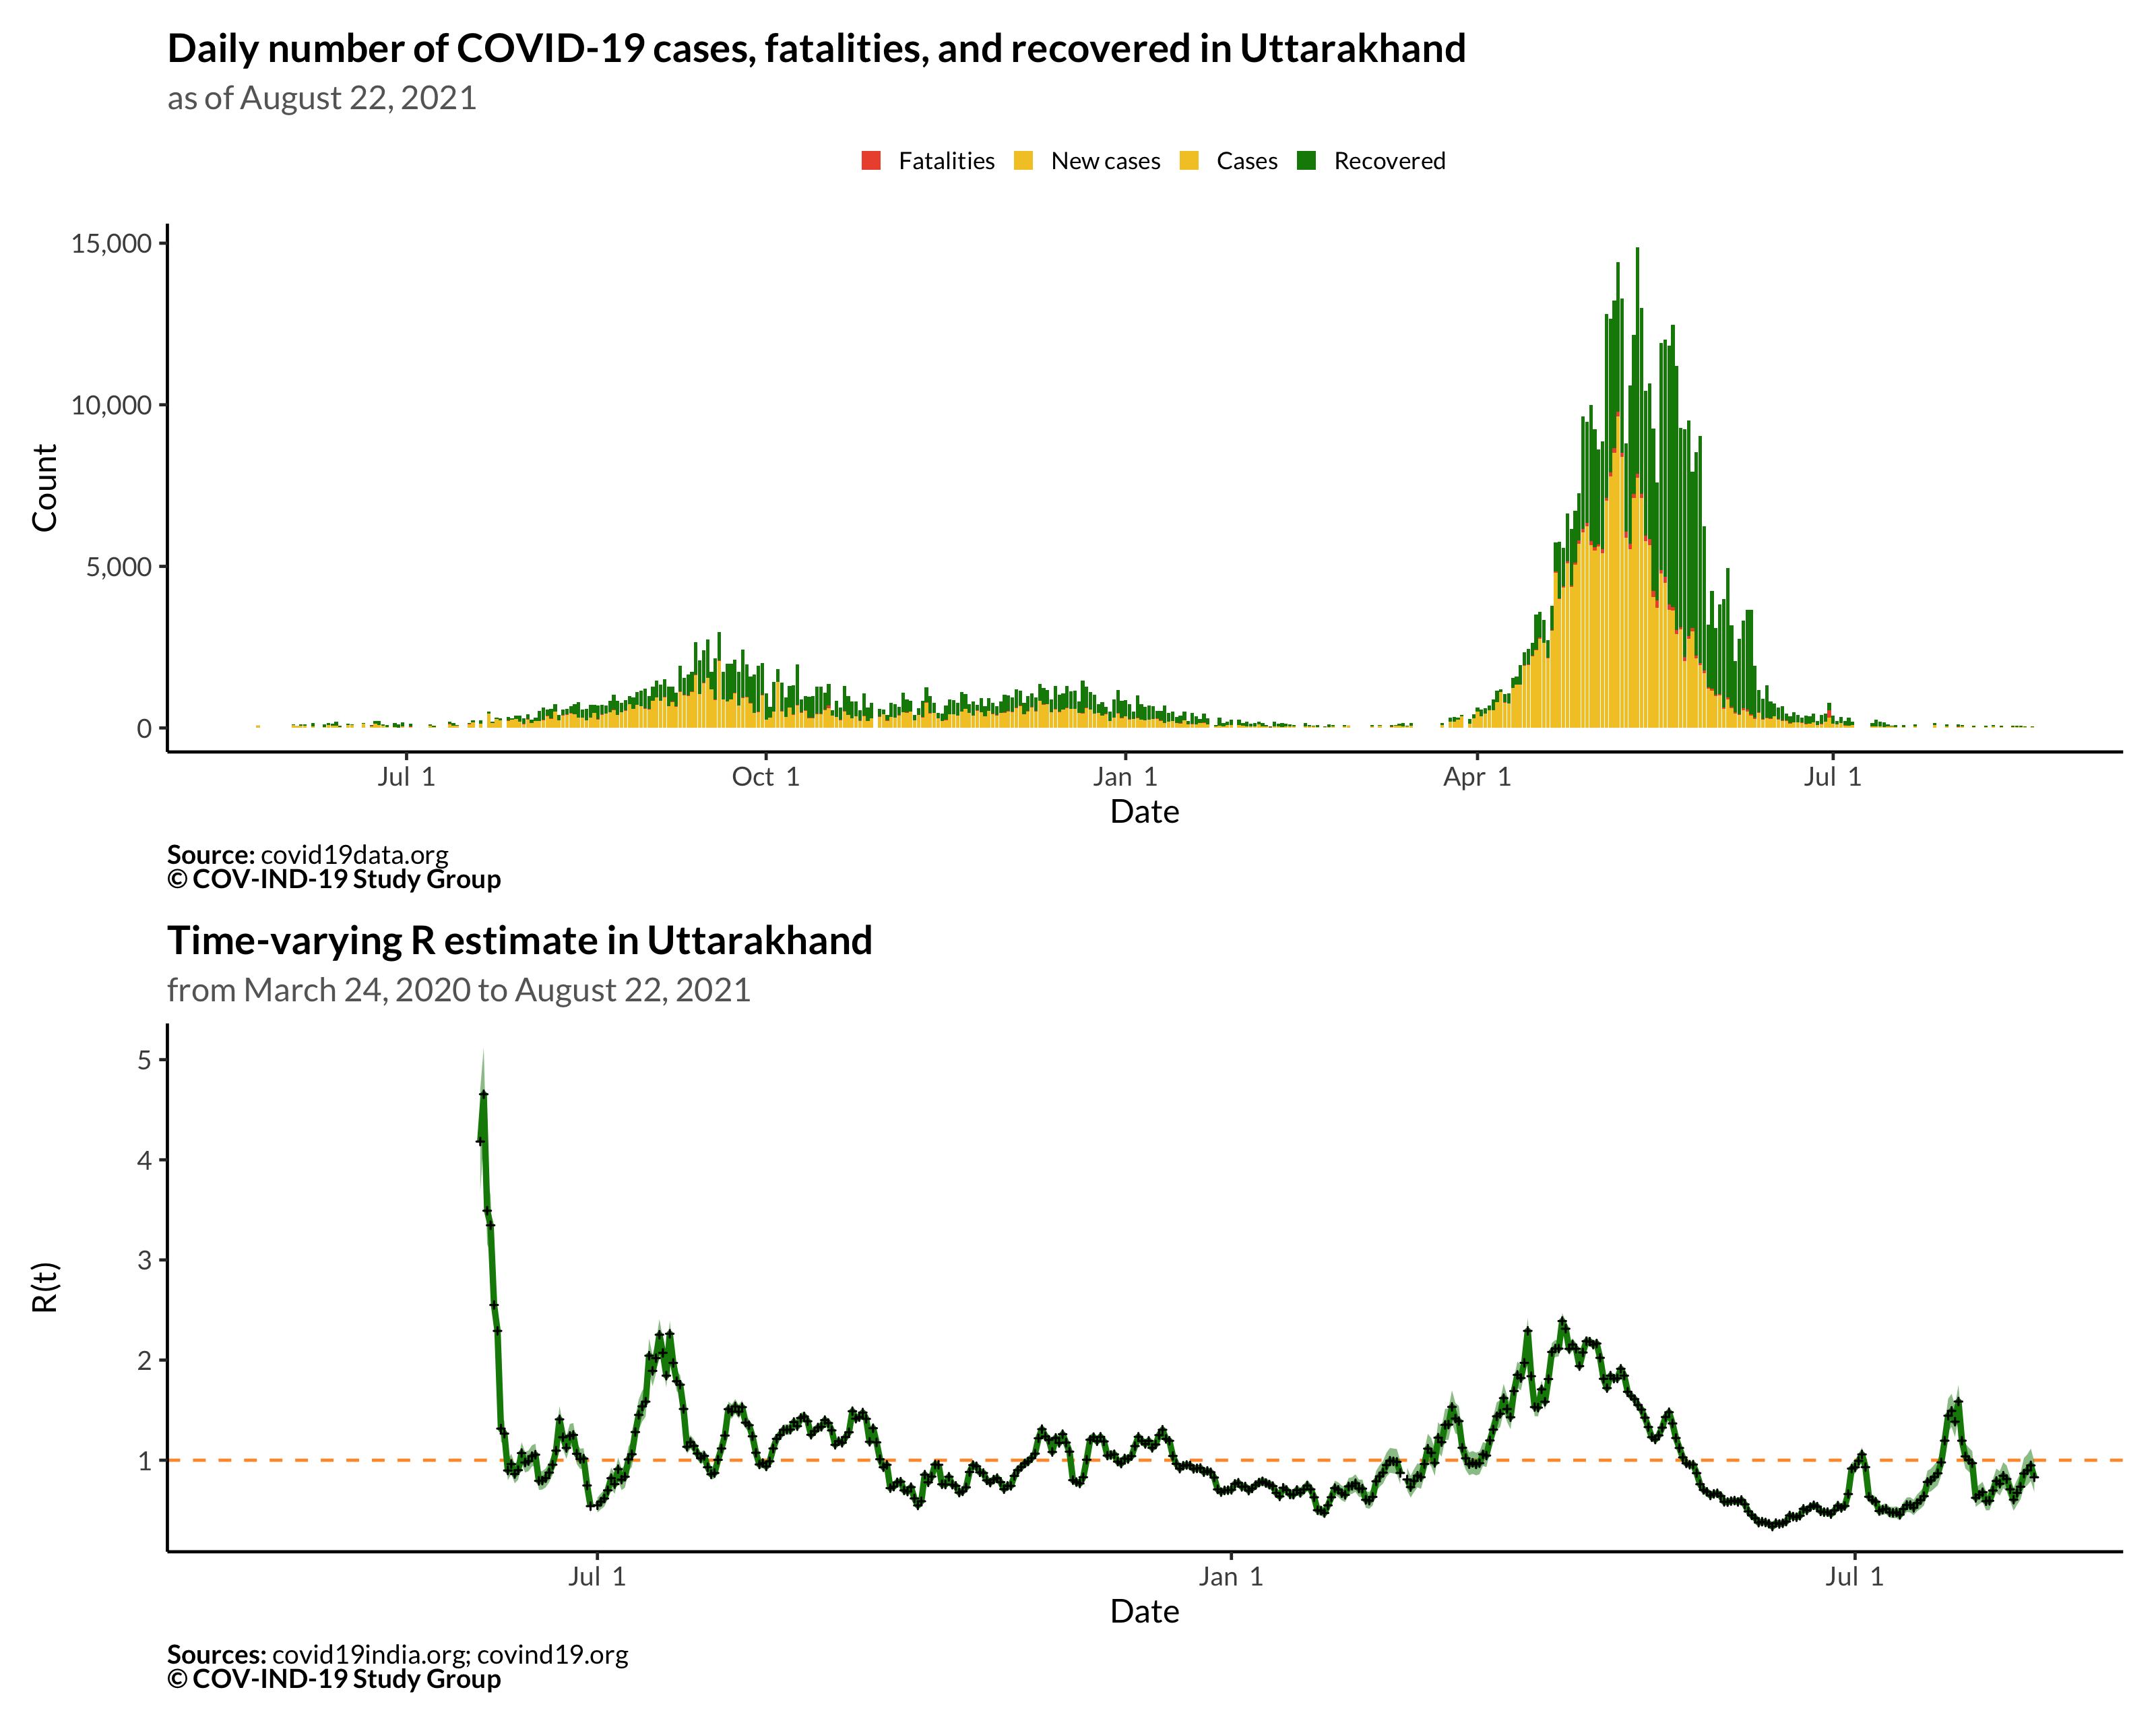 Daily number of COVID-19 cases, fatalities, and recovered in Uttarakhand
as of August 22, 2021
Fatalities New cases Cases Recovered
15,000
10,000
5,000
0
Count
Jul 1 Oct 1 Jan 1 Apr 1 Jul 1
Date
Source: covid19data.org
© COV-IND-19 Study Group
Time-varying R estimate in Uttarakhand
from March 24, 2020 to August 22, 2021
5
4
3
2
1
R(t)
Jul 1 Jan 1 Jul 1
Date
Sources: covid19india.org; covind19.org
© COV-IND-19 Study Group